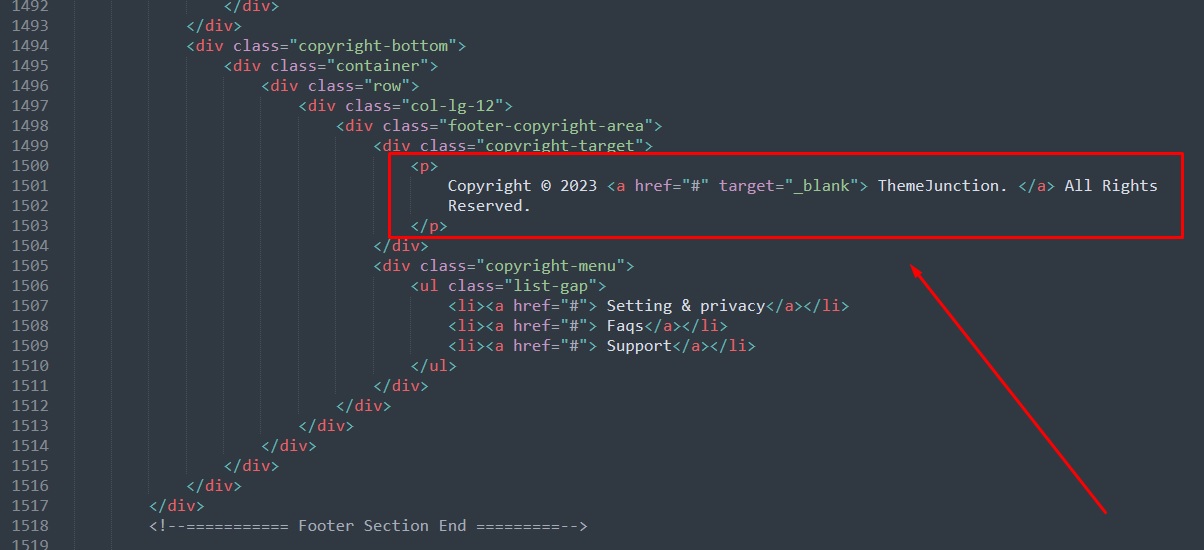 1492 </div>
1493 </div>
1494 <div class="copyright-bottom">
1495 <div class="container">
1496 <div class="row">
1497 <div class="col-lg-12">
1498 <div class="footer-copyright-area">
1499 <div class="copyright-target">
1500 <p>
1501 Copyright © 2023 <a href="#" target="_blank"> ThemeJunction. </a> All Rights
1502 Reserved.
1503 </p>
1504 </div>
1505 <div class="copyright-menu">
1506 <ul class="list-gap">
1507 <li><a href="#"> Setting & privacy</a></li>
1508 <li><a href="#"> Faqs</a></li>
1509 <li><a href="#"> Support</a></li>
1510 </ul>
1511 </div>
1512 </div>
1513 </div>
1514 </div>
1515 </div>
1516 </div>
1517 </div>
1518 <!--=========== Footer Section End ==========-->
1519